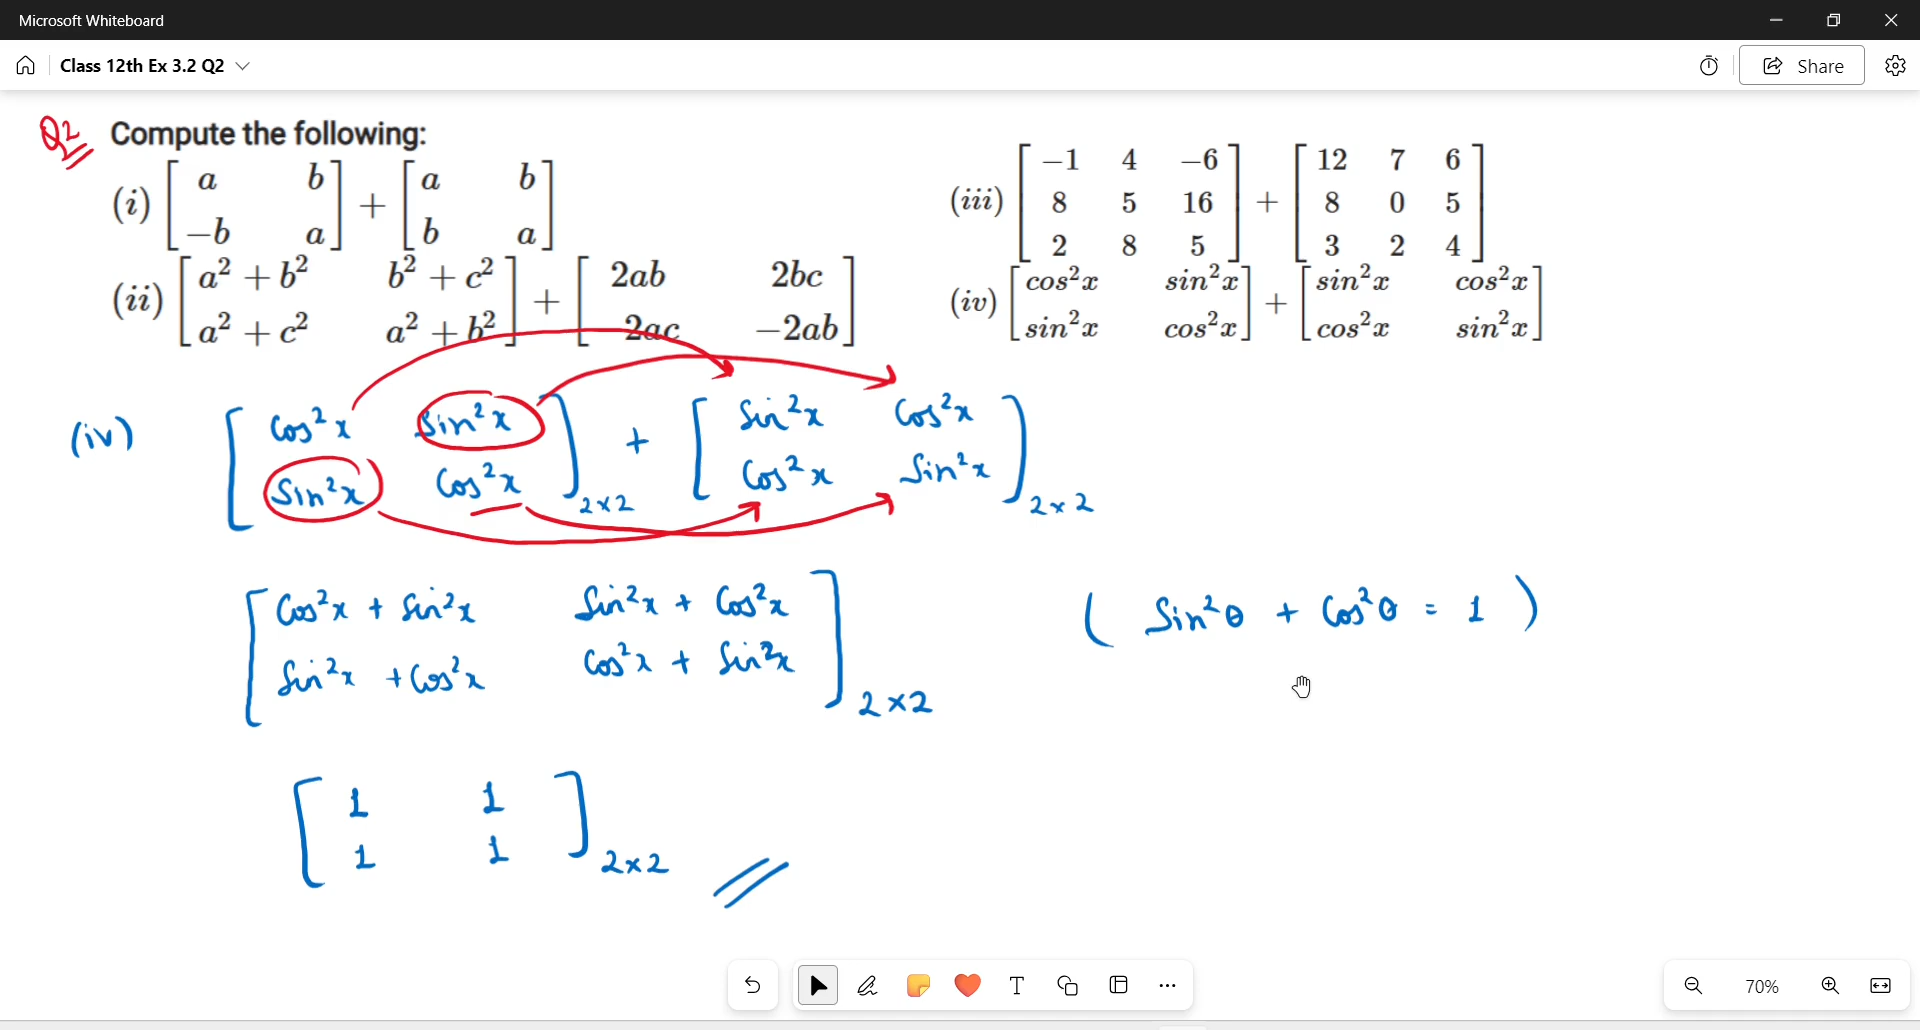 Microsoft Whiteboard
Class 12th Ex 3.2 Q2
Share
Q2 Compute the following:
(i) [a b; -b a] + [a b; b a]
(ii) [a² + b² b² + c²; a² + c² a² + b²] + [2ab 2bc; -2ac -2ab]
(iii) [-1 4 -6; 8 5 16; 2 8 5] + [12 7 6; 8 0 5; 3 2 4]
(iv) [cos²x sin²x; sin²x cos²x] + [sin²x cos²x; cos²x sin²x]
(iv) [Cos²x Sin²x; Sin²x Cos²x]2×2 + [Sin²x Cos²x; Cos²x Sin²x]2×2
[Cos²x + Sin²x Sin²x + Cos²x; Sin²x + Cos²x Cos²x + Sin²x]2×2
(Sin²θ + Cos²θ = 1)
[1 1; 1 1]2×2
70%